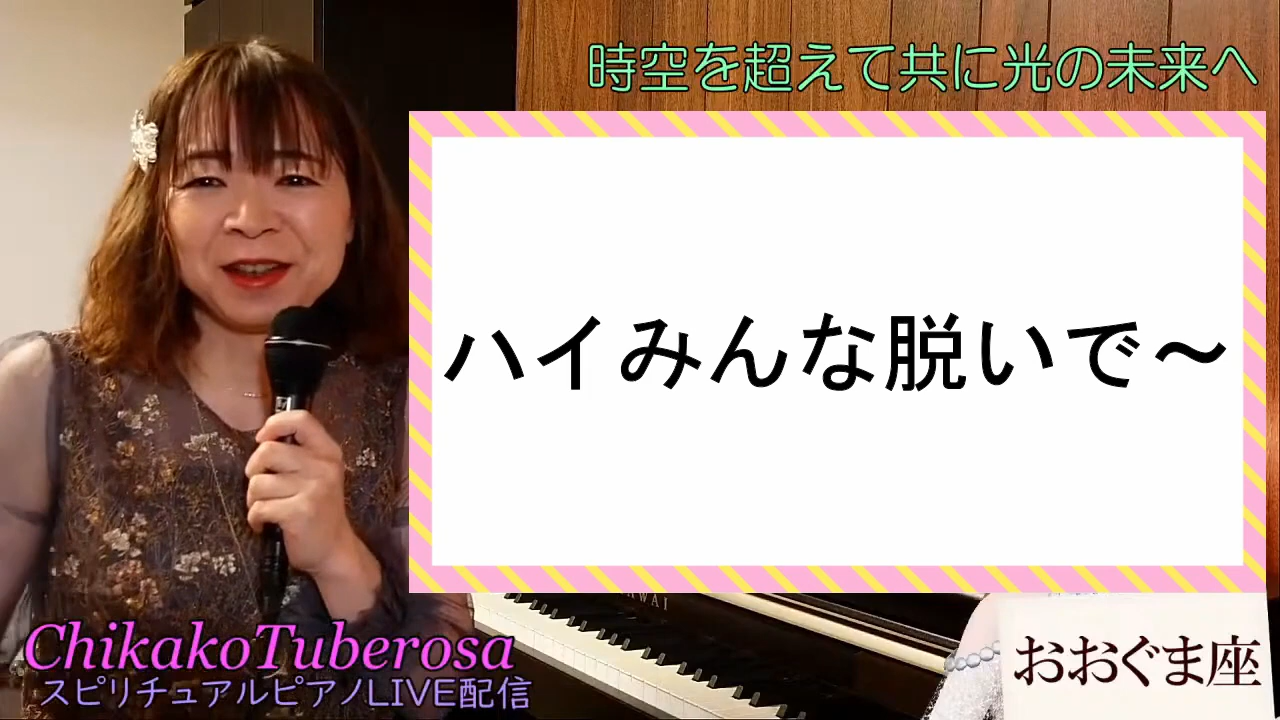 時空を超えて共に光の未来へ
ハイみんな脱いで～
AWAI
ChikakoTuberosa
スピリチュアルピアノLIVE配信
おおぐま座